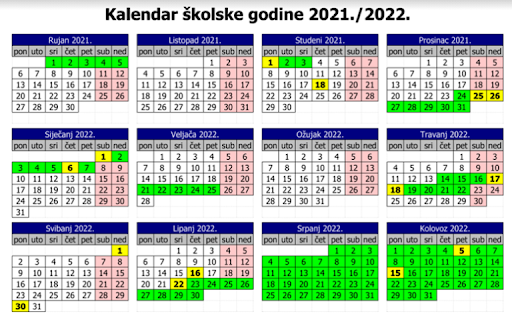 Kalendar školske godine 2021./2022.
Rujan 2021.
pon uto sri čet pet sub ned
1 2 3 4 5
6 7 8 9 10 11 12
13 14 15 16 17 18 19
20 21 22 23 24 25 26
27 28 29 30
Listopad 2021.
pon uto sri čet pet sub ned
1 2 3
4 5 6 7 8 9 10
11 12 13 14 15 16 17
18 19 20 21 22 23 24
25 26 27 28 29 30 31
Studeni 2021.
pon uto sri čet pet sub ned
1 2 3 4 5 6 7
8 9 10 11 12 13 14
15 16 17 18 19 20 21
22 23 24 25 26 27 28
29 30
Prosinac 2021.
pon uto sri čet pet sub ned
1 2 3 4 5
6 7 8 9 10 11 12
13 14 15 16 17 18 19
20 21 22 23 24 25 26
27 28 29 30 31
Siječanj 2022.
pon uto sri čet pet sub ned
1 2
3 4 5 6 7 8 9
10 11 12 13 14 15 16
17 18 19 20 21 22 23
24 25 26 27 28 29 30
31
Veljača 2022.
pon uto sri čet pet sub ned
1 2 3 4 5 6
7 8 9 10 11 12 13
14 15 16 17 18 19 20
21 22 23 24 25 26 27
28
Ožujak 2022.
pon uto sri čet pet sub ned
1 2 3 4 5 6
7 8 9 10 11 12 13
14 15 16 17 18 19 20
21 22 23 24 25 26 27
28 29 30 31
Travanj 2022.
pon uto sri čet pet sub ned
1 2 3
4 5 6 7 8 9 10
11 12 13 14 15 16 17
18 19 20 21 22 23 24
25 26 27 28 29 30
Svibanj 2022.
pon uto sri čet pet sub ned
1
2 3 4 5 6 7 8
9 10 11 12 13 14 15
16 17 18 19 20 21 22
23 24 25 26 27 28 29
30 31
Lipanj 2022.
pon uto sri čet pet sub ned
1 2 3 4 5
6 7 8 9 10 11 12
13 14 15 16 17 18 19
20 21 22 23 24 25 26
27 28 29 30
Srpanj 2022.
pon uto sri čet pet sub ned
1 2 3
4 5 6 7 8 9 10
11 12 13 14 15 16 17
18 19 20 21 22 23 24
25 26 27 28 29 30 31
Kolovoz 2022.
pon uto sri čet pet sub ned
1 2 3 4 5 6 7
8 9 10 11 12 13 14
15 16 17 18 19 20 21
22 23 24 25 26 27 28
29 30 31